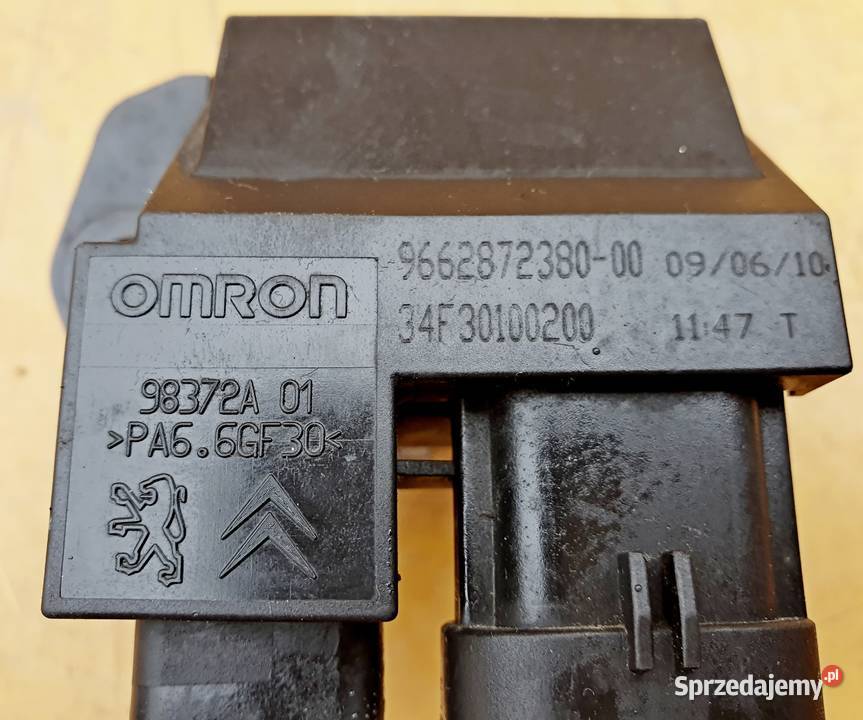 9662872380-00 09/06/10
34F30100200 11:47 T
OMRON
98372A 01
>PA6.6GF30<
Sprzedajemy.pl